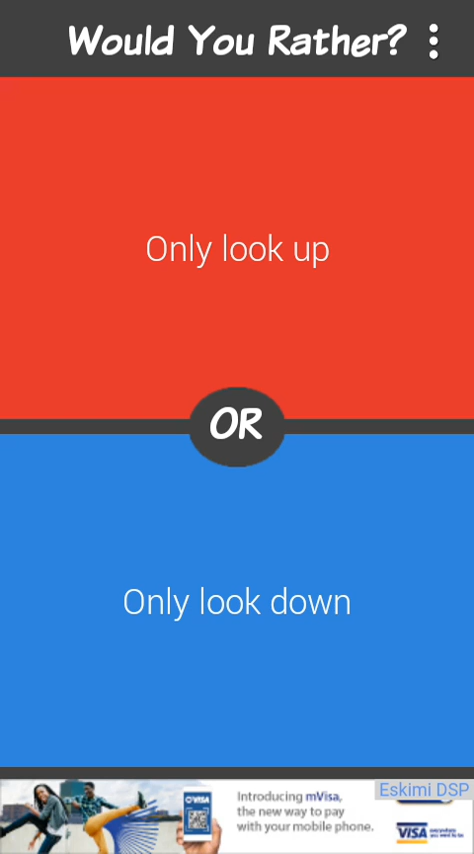 Would You Rather?
Only look up
OR
Only look down
Eskimi DSP
Introducing mVisa,
the new way to pay
with your mobile phone.
VISA
VISA